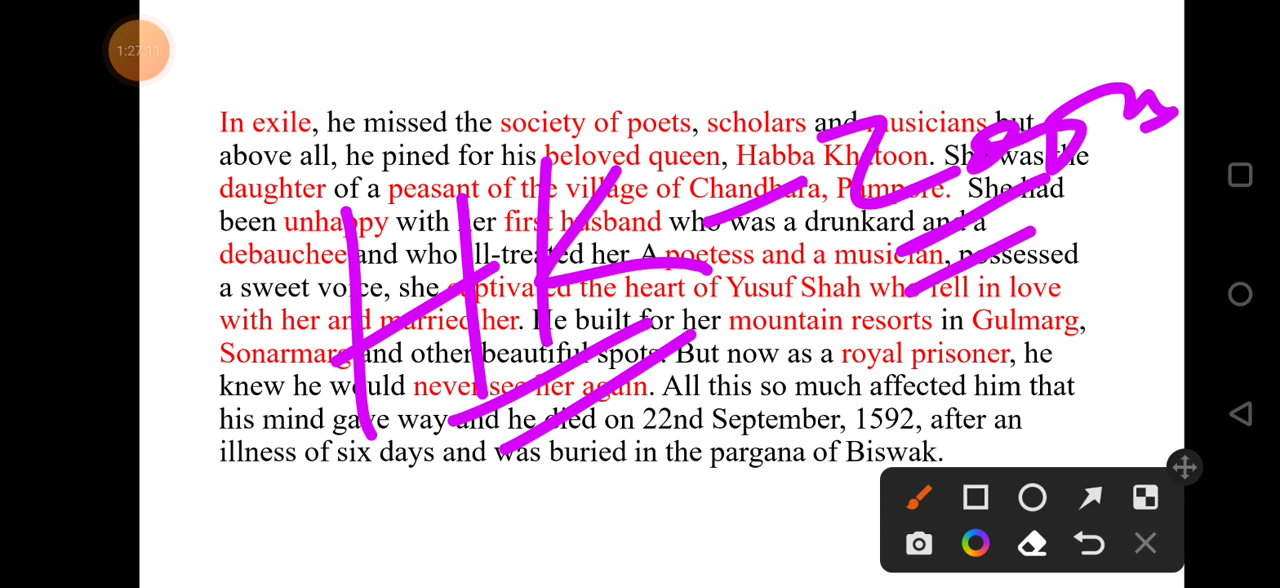 1:27:11
In exile, he missed the society of poets, scholars and musicians but
above all, he pined for his beloved queen, Habba Khatoon. She was the
daughter of a peasant of the village of Chandhara, Pampore. She had
been unhappy with her first husband who was a drunkard and a
debauchee and who ill-treated her. A poetess and a musician, possessed
a sweet voice, she captivated the heart of Yusuf Shah who fell in love
with her and married her. He built for her mountain resorts in Gulmarg,
Sonarmarg and other beautiful spots. But now as a royal prisoner, he
knew he would never see her again. All this so much affected him that
his mind gave way and he died on 22nd September, 1592, after an
illness of six days and was buried in the pargana of Biswak.
HK